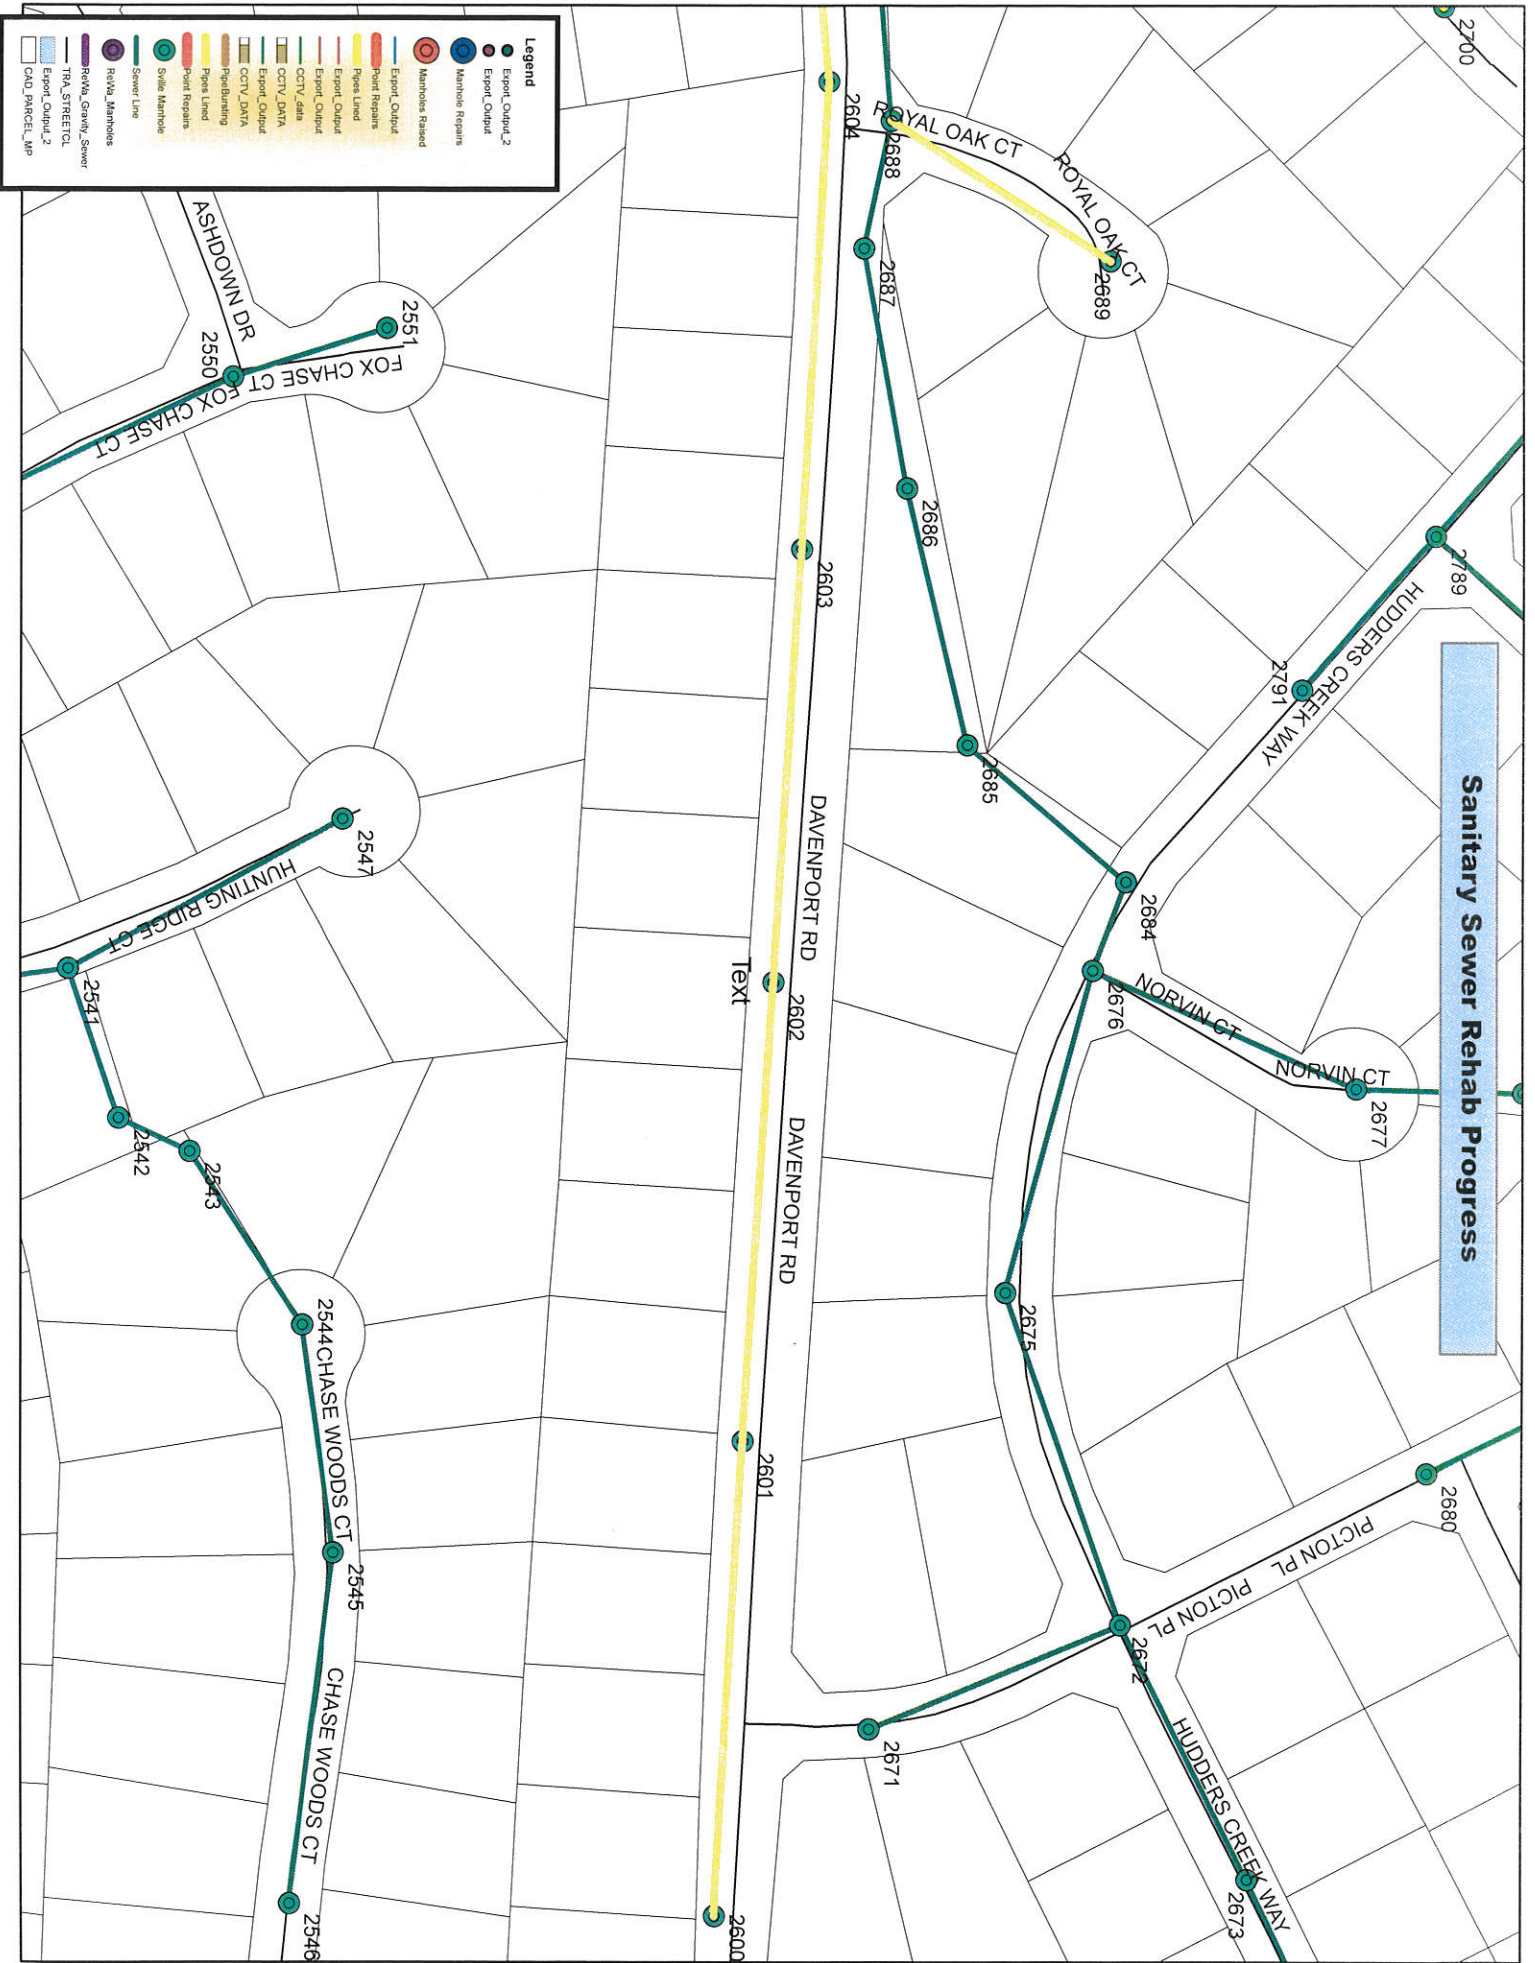 Sanitary Sewer Rehab Progress
2700
2604
ROYAL OAK CT
ROYAL OAK CT
2688
2689
2687
2686
2685
2603
2789
HUDDERS CREEK WAY
2791
2684
2676
NORVIN CT
NORVIN CT
2677
2675
2680
PICTON PL
PICTON PL
2672
2671
HUDDERS CREEK WAY
2673
DAVENPORT RD
Text
2602
DAVENPORT RD
2601
2600
ASHDOWN DR
2551
2550
FOX CHASE CT
FOX CHASE CT
2547
HUNTING RIDGE CT
2541
2542
2543
2544
CHASE WOODS CT
2545
CHASE WOODS CT
2546
Legend
Export_Output_2
Export_Output
Manhole Repairs
Manholes Raised
Export_Output
Point Repairs
Pipes Lined
Export_Output
Export_Output
CCTV_data
CCTV_DATA
Export_Output
CCTV_DATA
PipeBursting
Pipes Lined
Point Repairs
Sville Manhole
Sewer Line
ReWa_Manholes
ReWa_Gravity_Sewer
TRA_STREETCL
Export_Output_2
CAD_PARCEL_MP